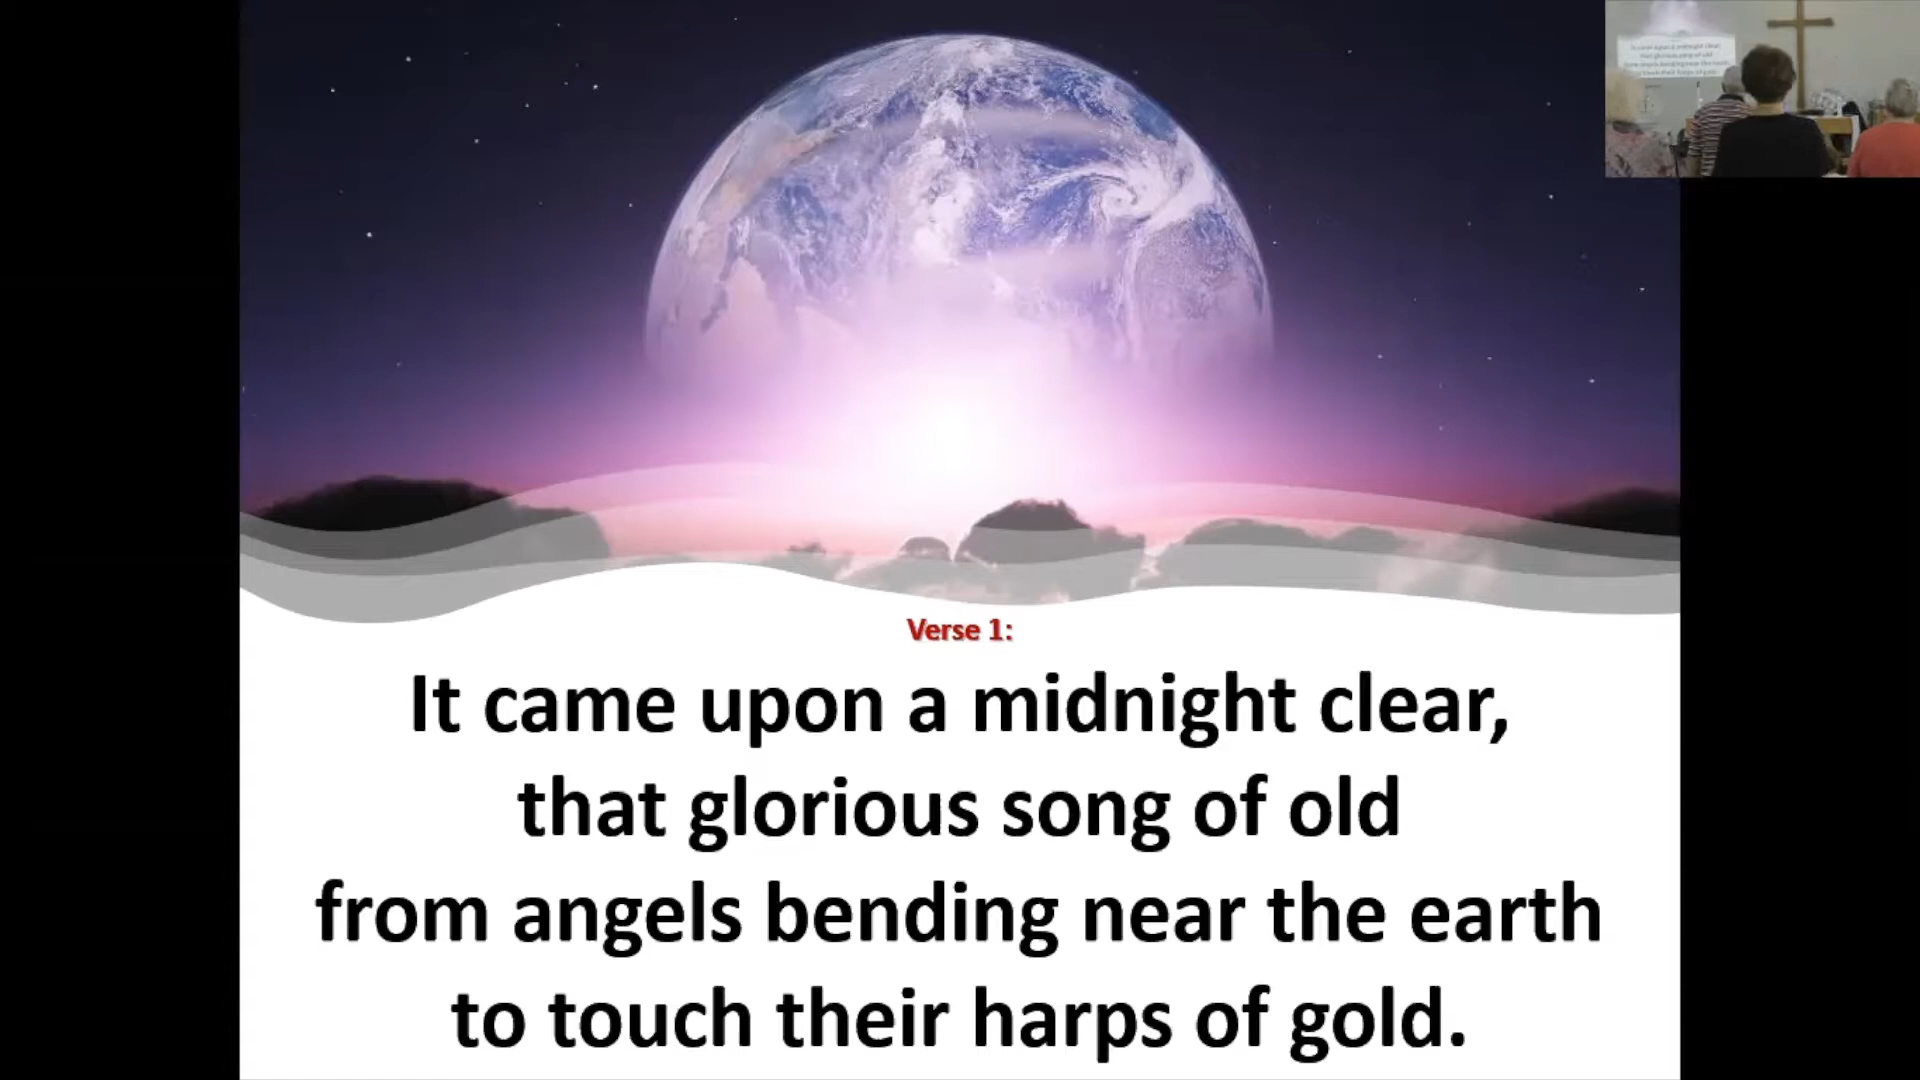 Verse 1:
It came upon a midnight clear,
that glorious song of old
from angels bending near the earth
to touch their harps of gold.